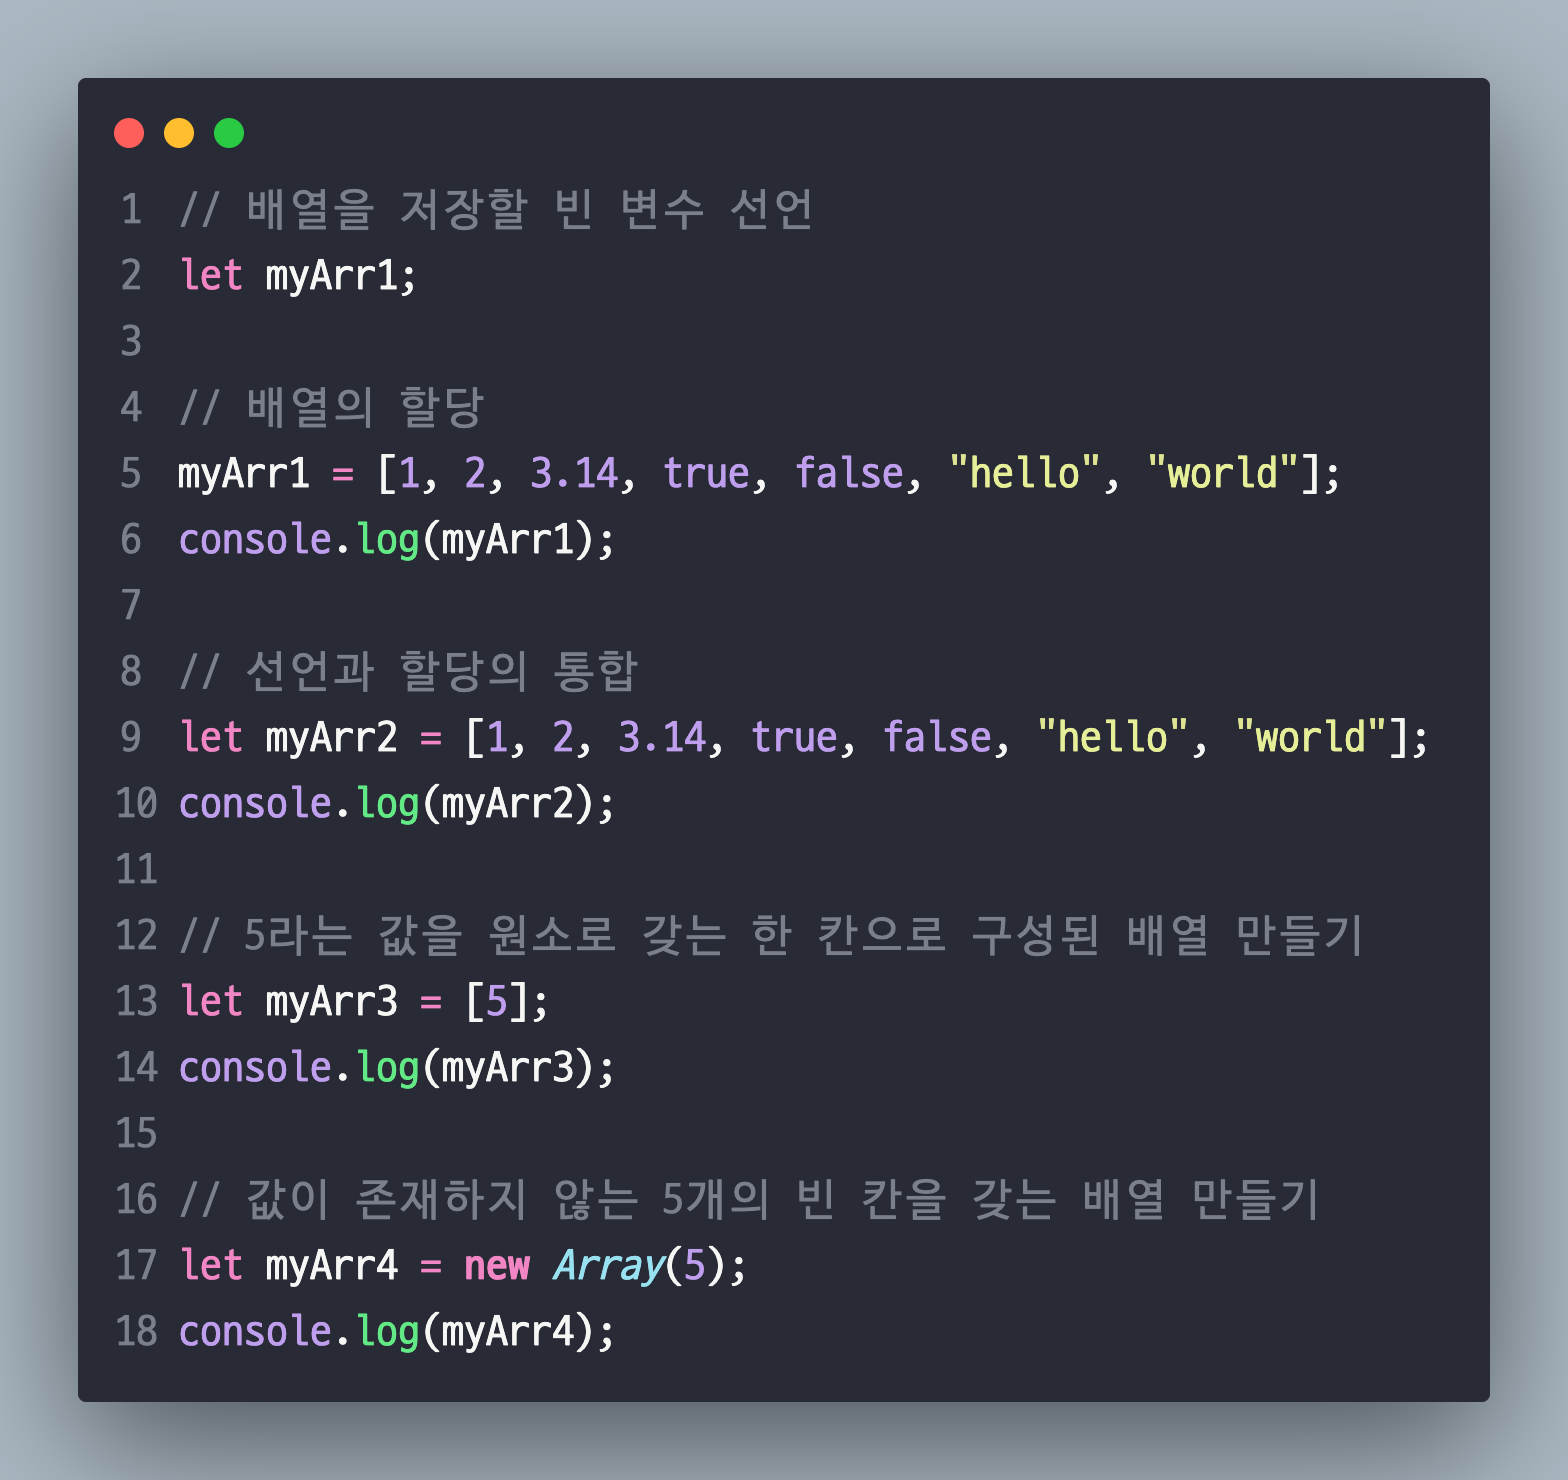 1 // 배열을 저장할 빈 변수 선언
2 let myArr1;
3
4 // 배열의 할당
5 myArr1 = [1, 2, 3.14, true, false, "hello", "world"];
6 console.log(myArr1);
7
8 // 선언과 할당의 통합
9 let myArr2 = [1, 2, 3.14, true, false, "hello", "world"];
10 console.log(myArr2);
11
12 // 5라는 값을 원소로 갖는 한 칸으로 구성된 배열 만들기
13 let myArr3 = [5];
14 console.log(myArr3);
15
16 // 값이 존재하지 않는 5개의 빈 칸을 갖는 배열 만들기
17 let myArr4 = new Array(5);
18 console.log(myArr4);